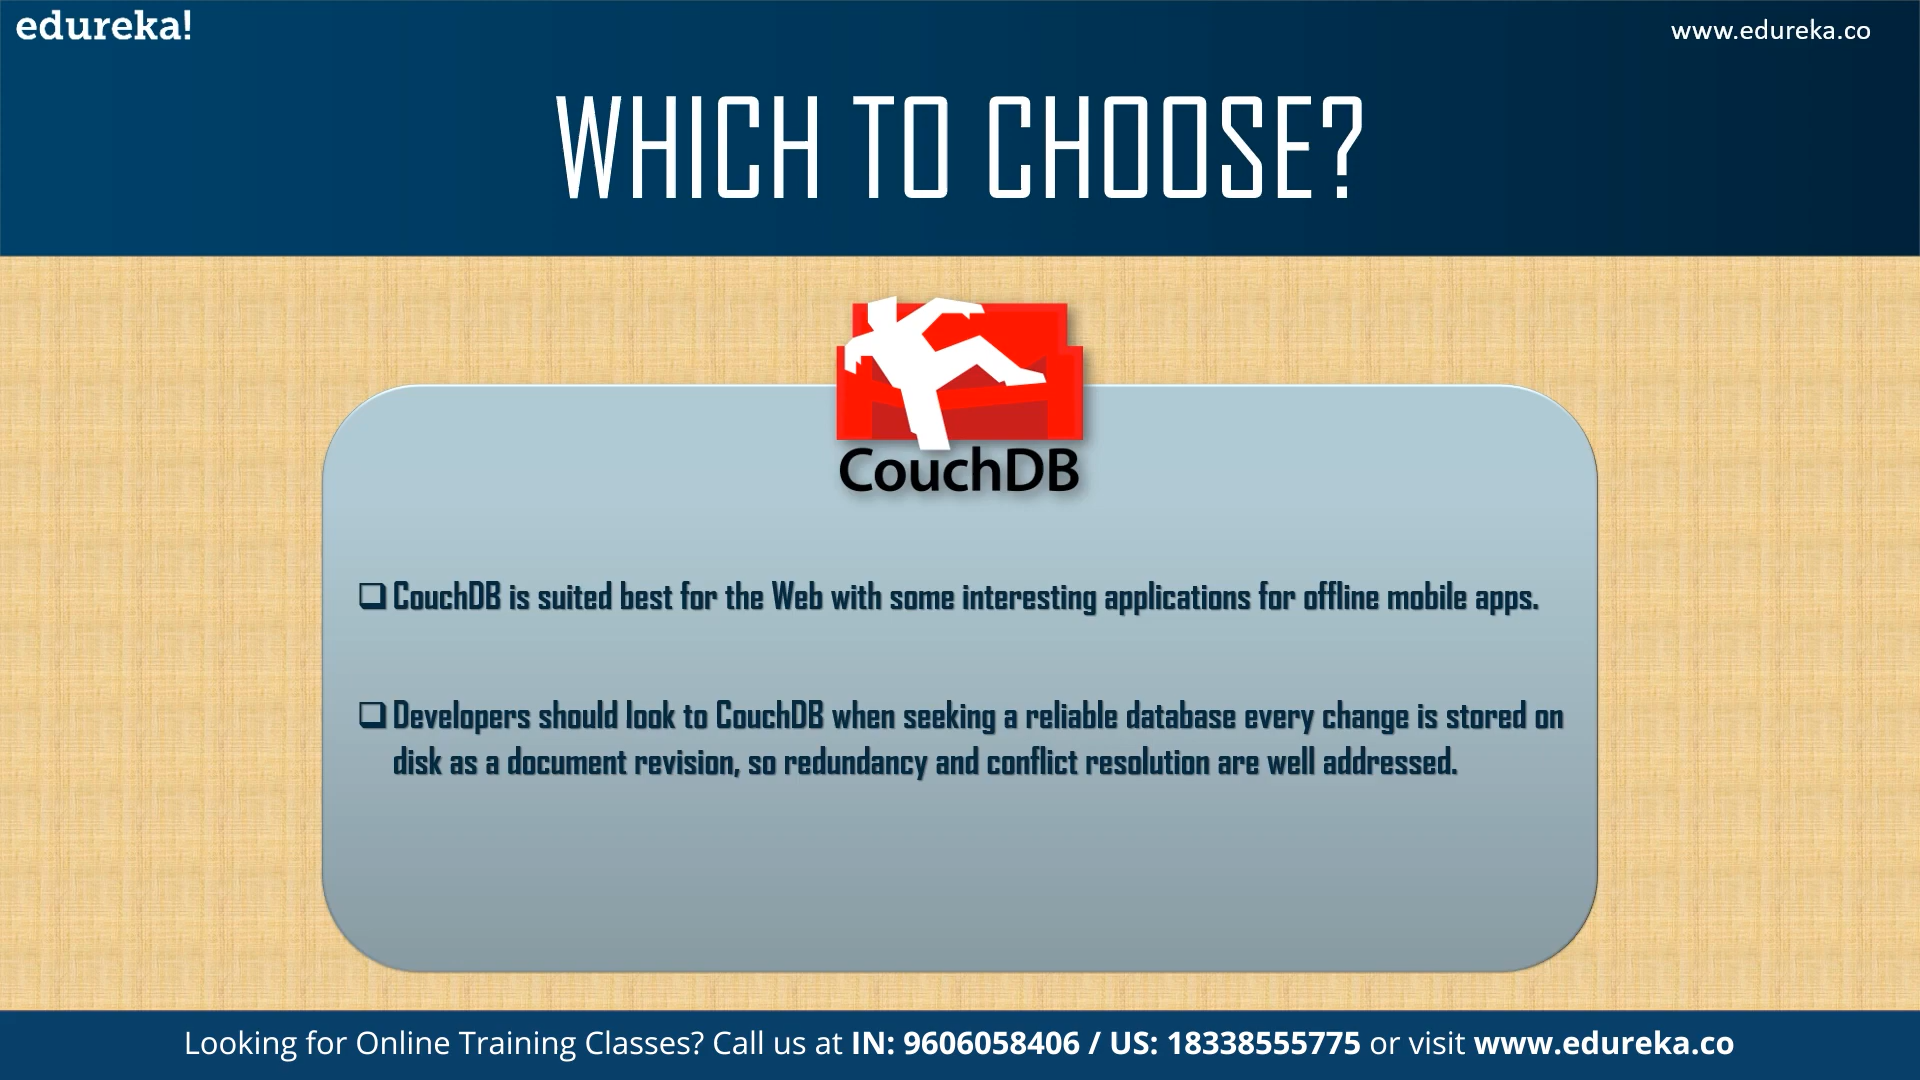 edureka!
www.edureka.co
WHICH TO CHOOSE?
CouchDB
CouchDB is suited best for the Web with some interesting applications for offline mobile apps.
Developers should look to CouchDB when seeking a reliable database every change is stored on
disk as a document revision, so redundancy and conflict resolution are well addressed.
Looking for Online Training Classes? Call us at IN: 9606058406 / US: 18338555775 or visit www.edureka.co